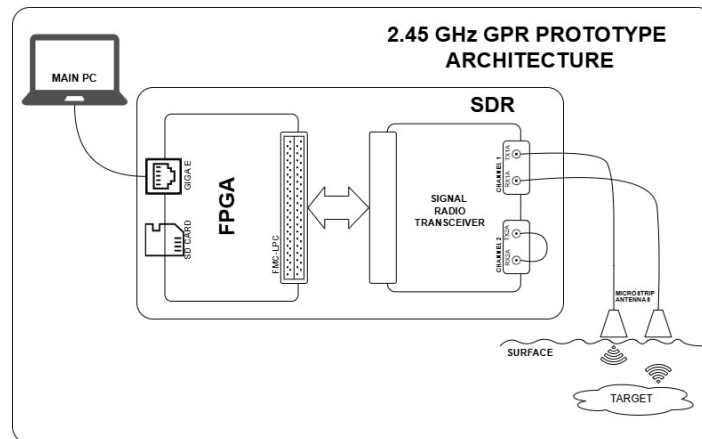 2.45 GHz GPR PROTOTYPE
ARCHITECTURE
MAIN PC
SDR
GIGA E
SD CARD
FPGA
FMC-LPC
SIGNAL
RADIO
TRANSCEIVER
CHANNEL 1
TX1A
RX1A
CHANNEL 2
TX2A
RX2A
MICROSTRIP
ANTENNAS
SURFACE
TARGET